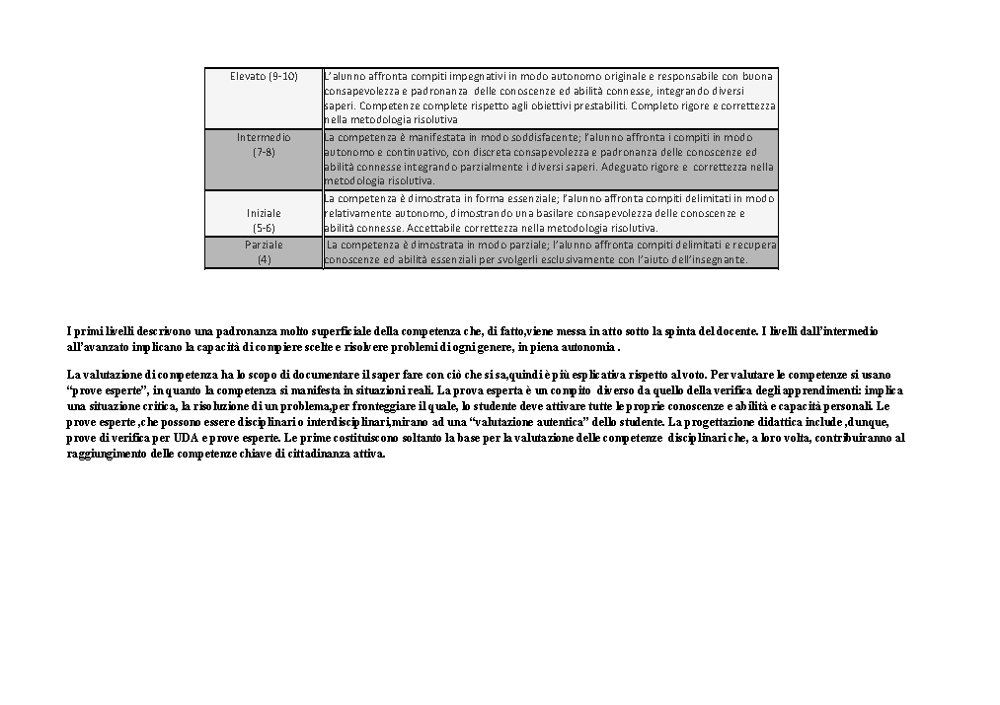 Elevato (9-10)
L'alunno affronta compiti impegnativi in modo autonomo originale e responsabile con buona
consapevolezza e padronanza  delle conoscenze ed abilità connesse, integrando diversi
saperi. Competenze complete rispetto agli obiettivi prestabiliti. Completo rigore e correttezza
nella metodologia risolutiva
Intermedio
(7-8)
La competenza è manifestata in modo soddisfacente; l'alunno affronta i compiti in modo
autonomo e continuativo, con discreta consapevolezza e padronanza delle conoscenze ed
abilità connesse integrando parzialmente i diversi saperi. Adeguato rigore e  correttezza nella
metodologia risolutiva.
Iniziale
(5-6)
La competenza è dimostrata in forma essenziale; l'alunno affronta compiti delimitati in modo
relativamente autonomo, dimostrando una basilare consapevolezza delle conoscenze e
abilità connesse. Accettabile correttezza nella metodologia risolutiva.
Parziale
(4)
La competenza è dimostrata in modo parziale; l'alunno affronta compiti delimitati e recupera
conoscenze ed abilità essenziali per svolgerli esclusivamente con l'aiuto dell'insegnante.
I primi livelli descrivono una padronanza molto superficiale della competenza che, di fatto,viene messa in atto sotto la spinta del docente. I livelli dall'intermedio
all'avanzato implicano la capacità di compiere scelte e risolvere problemi di ogni genere, in piena autonomia .
La valutazione di competenza ha lo scopo di documentare il saper fare con ciò che si sa,quindi è più esplicativa rispetto al voto. Per valutare le competenze si usano
“prove esperte”, in quanto la competenza si manifesta in situazioni reali. La prova esperta è un compito  diverso da quello della verifica degli apprendimenti: implica
una situazione critica, la risoluzione di un problema,per fronteggiare il quale, lo studente deve attivare tutte le proprie conoscenze e abilità e capacità personali. Le
prove esperte ,che possono essere disciplinari o interdisciplinari,mirano ad una “valutazione autentica” dello studente. La progettazione didattica include ,dunque,
prove di verifica per UDA e prove esperte. Le prime costituiscono soltanto la base per la valutazione delle competenze  disciplinari che, a loro volta, contribuiranno al
raggiungimento delle competenze chiave di cittadinanza attiva.